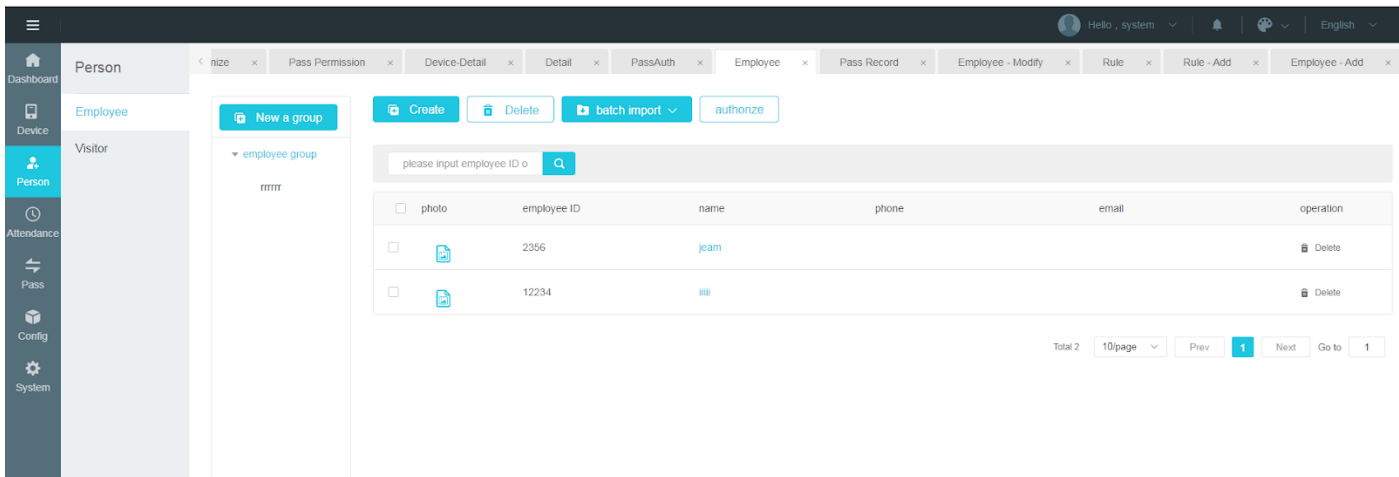 Hello , system English
Dashboard
Device
Person
Attendance
Pass
Config
System
Person
Employee
Visitor
nize × Pass Permission × Device-Detail × Detail × PassAuth × Employee × Pass Record × Employee - Modify × Rule × Rule - Add × Employee - Add ×
New a group
employee group
rrrrrr
Create Delete batch import authorize
please input employee ID o
photo employee ID name phone email operation
2356 jeam Delete
12234 iiiiii Delete
Total 2 10/page Prev 1 Next Go to 1